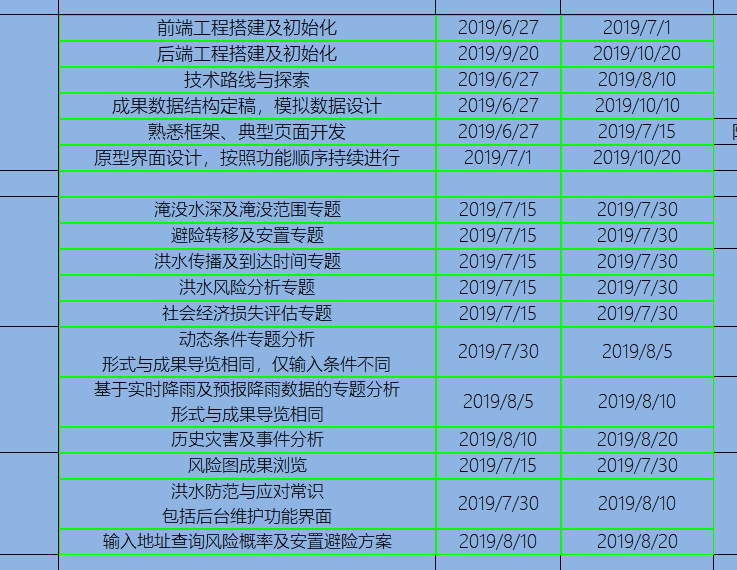 前端工程搭建及初始化 2019/6/27 2019/7/1
后端工程搭建及初始化 2019/9/20 2019/10/20
技术路线与探索 2019/6/27 2019/8/10
成果数据结构定稿，模拟数据设计 2019/6/27 2019/10/10
熟悉框架、典型页面开发 2019/6/27 2019/7/15
原型界面设计，按照功能顺序持续进行 2019/7/1 2019/10/20
淹没水深及淹没范围专题 2019/7/15 2019/7/30
避险转移及安置专题 2019/7/15 2019/7/30
洪水传播及到达时间专题 2019/7/15 2019/7/30
洪水风险分析专题 2019/7/15 2019/7/30
社会经济损失评估专题 2019/7/15 2019/7/30
动态条件专题分析
形式与成果导览相同，仅输入条件不同 2019/7/30 2019/8/5
基于实时降雨及预报降雨数据的专题分析
形式与成果导览相同 2019/8/5 2019/8/10
历史灾害及事件分析 2019/8/10 2019/8/20
风险图成果浏览 2019/7/15 2019/7/30
洪水防范与应对常识
包括后台维护功能界面 2019/7/30 2019/8/10
输入地址查询风险概率及安置避险方案 2019/8/10 2019/8/20